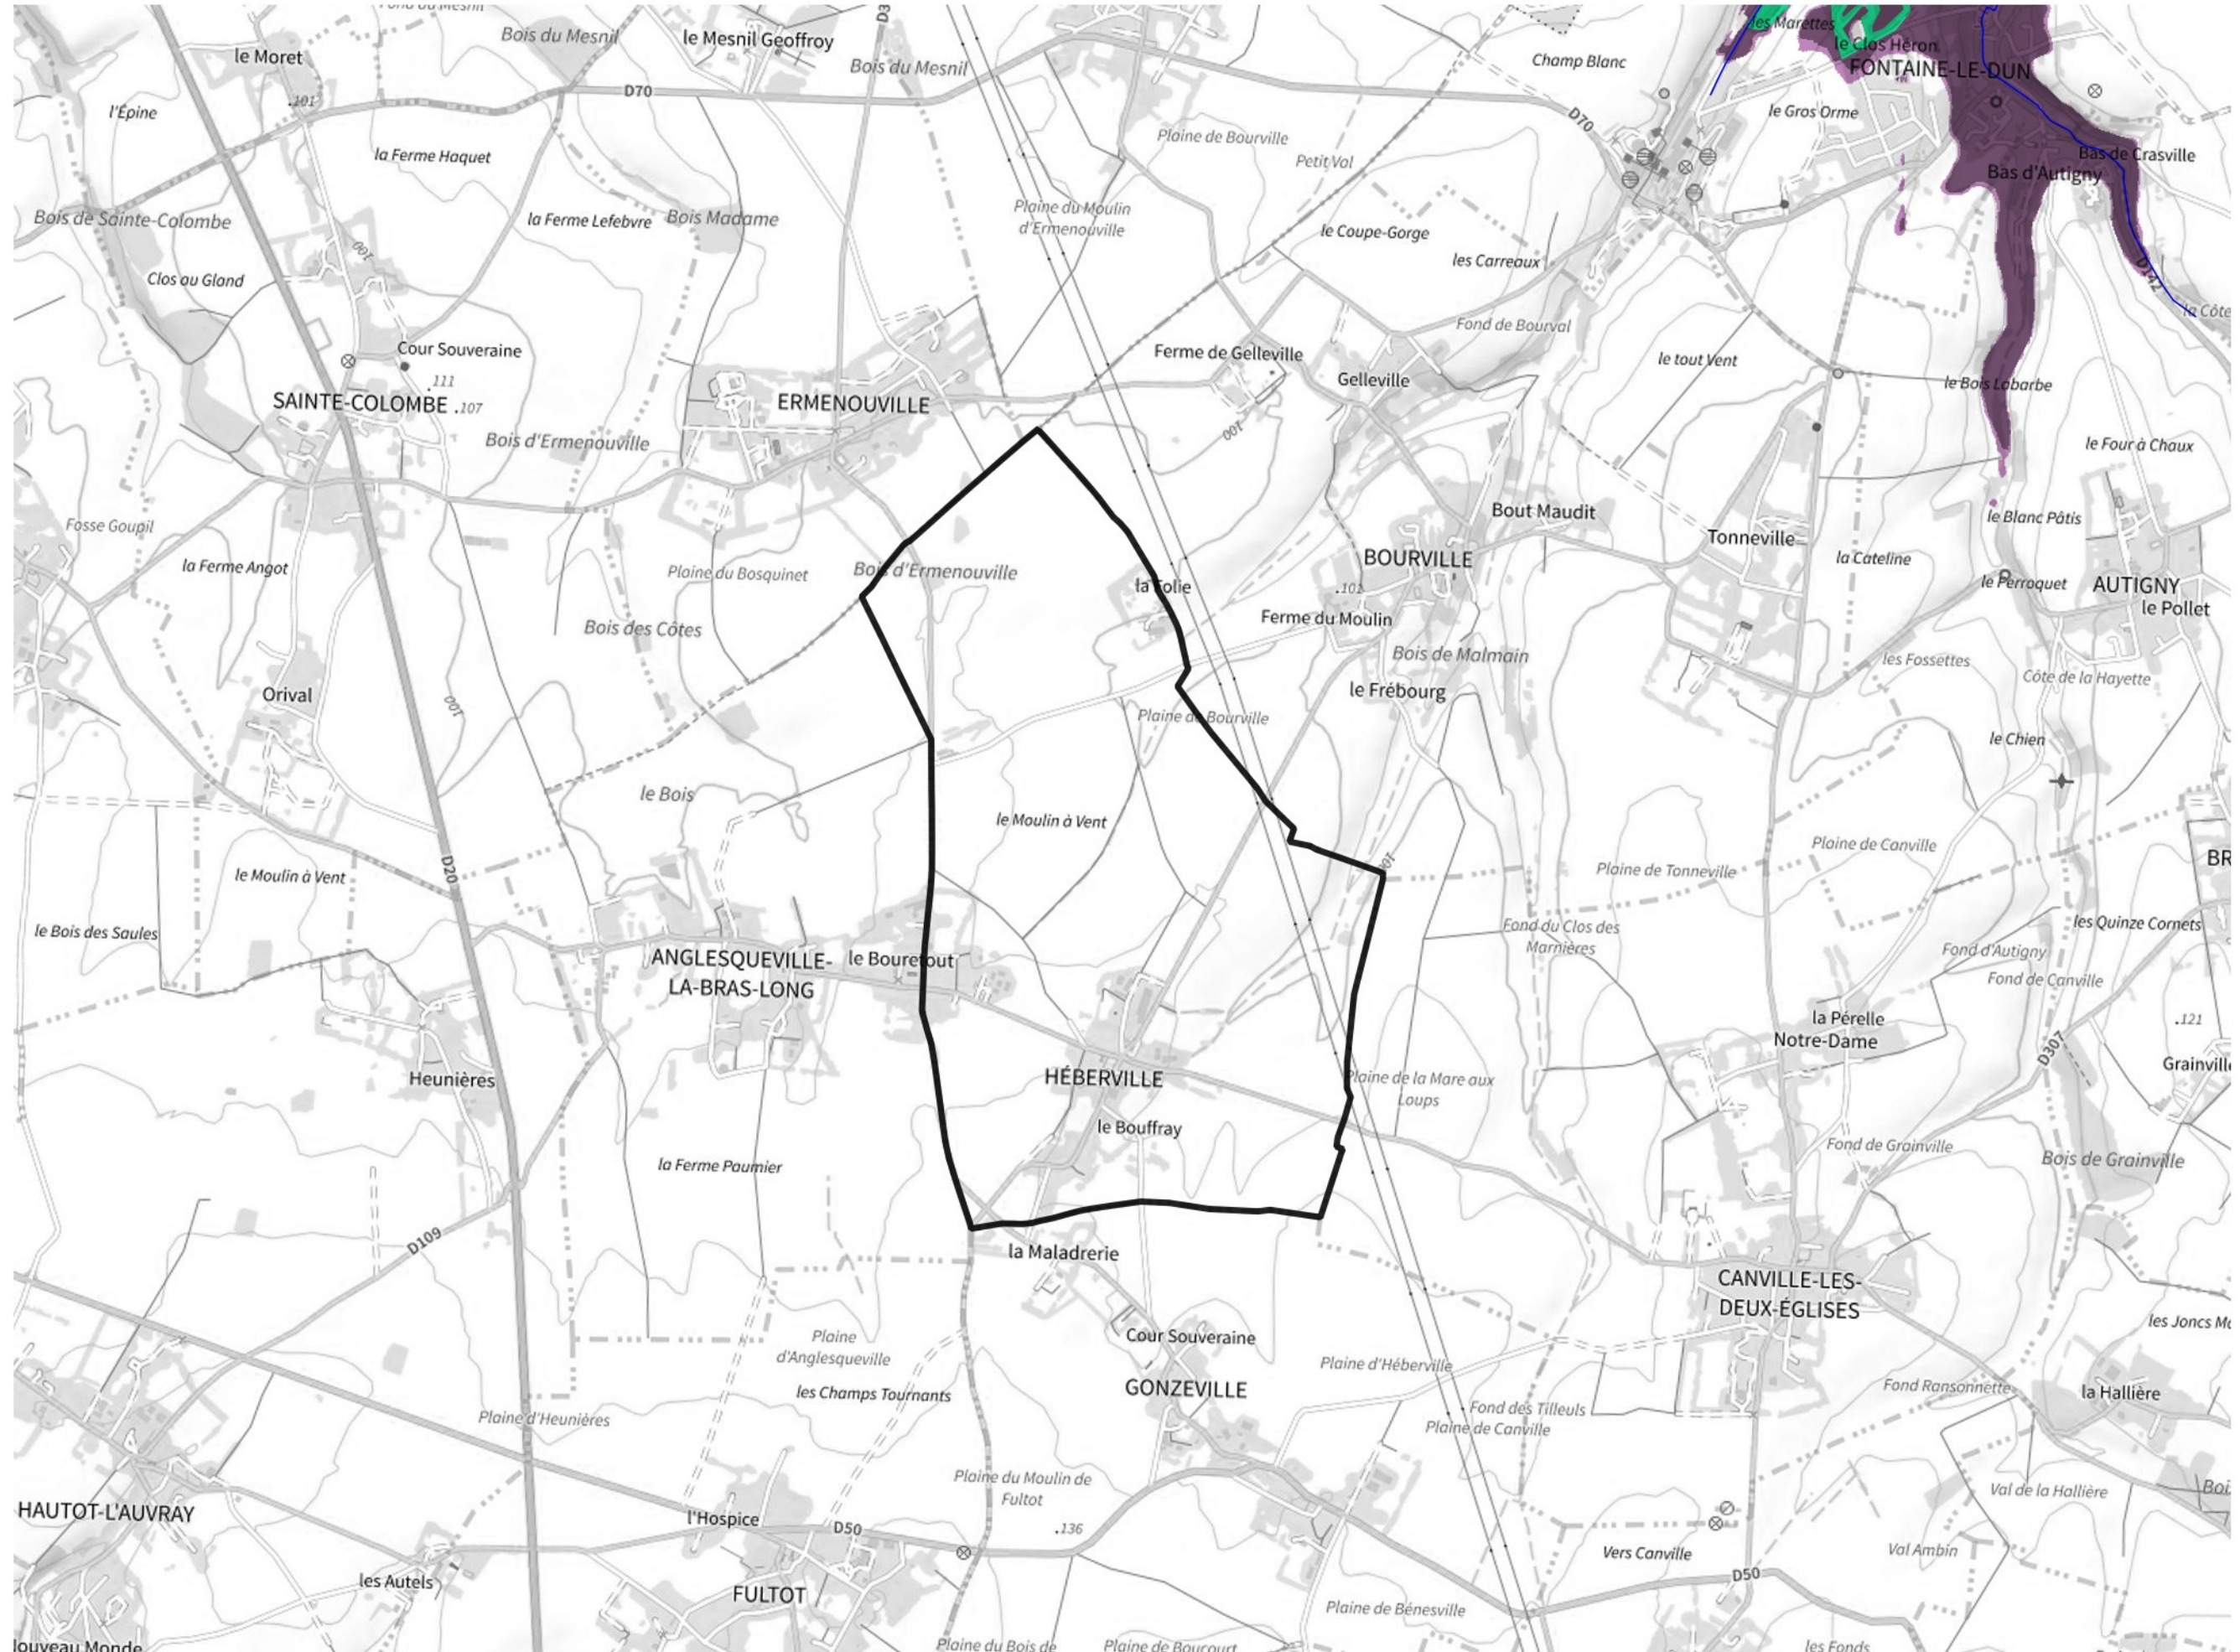 le Moret
Bois du Mesnil
le Mesnil Geoffroy
D3
Bois du Mesnil
Champ Blanc
les Marettes
le Clos Héron
FONTAINE-LE-DUN
l'Épine
.101
D70
D70
le Gros Orme
la Ferme Haquet
Plaine de Bourville
Petit Val
Bas de Crasville
Bas d'Autigny
Bois de Sainte-Colombe
la Ferme Lefebvre
Bois Madame
Plaine du Moulin
d'Ermenouville
le Coupe-Gorge
les Carreaux
100
Clos au Gland
D142
la Côte
Fond de Bourval
Cour Souveraine
Ferme de Gelleville
Gelleville
le tout Vent
le Bois Labarbe
.111
SAINTE-COLOMBE
.107
ERMENOUVILLE
100
Bois d'Ermenouville
le Four à Chaux
Fosse Goupil
Bout Maudit
le Blanc Pâtis
Tonneville
la Ferme Angot
Plaine du Bosquinet
Bois d'Ermenouville
la Folie
BOURVILLE
.101
la Cateline
le Perroquet
AUTIGNY
le Pollet
Bois des Côtes
Ferme du Moulin
Bois de Malmain
les Fossettes
Côte de la Hayette
Orival
100
le Frébourg
Plaine de Bourville
le Chien
le Bois
le Moulin à Vent
Plaine de Canville
BR
D20
le Moulin à Vent
100
Plaine de Tonneville
le Bois des Saules
ANGLESQUEVILLE-
LA-BRAS-LONG
le Bouretout
Fond du Clos des
Marnières
les Quinze Cornets
Fond d'Autigny
Fond de Canville
la Pérelle
Notre-Dame
.121
D307
Grainville
Heunières
HÉBERVILLE
Plaine de la Mare aux
Loups
le Bouffray
Fond de Grainville
Bois de Grainville
la Ferme Paumier
D109
la Maladrerie
CANVILLE-LES-
DEUX-ÉGLISES
Plaine
d'Anglesqueville
Cour Souveraine
les Joncs
Plaine d'Héberville
les Champs Tournants
GONZEVILLE
Fond Ransonnette
la Hallière
Plaine d'Heunières
Fond des Tilleuls
Plaine de Canville
Plaine du Moulin de
Fultot
Val de la Hallière
Boi
HAUTOT-L'AUVRAY
l'Hospice
D50
.136
Vers Canville
Val Ambin
les Autels
D50
FULTOT
Plaine de Bénesville
Plaine du Bois de
Plaine de Boucourt
les Fonds